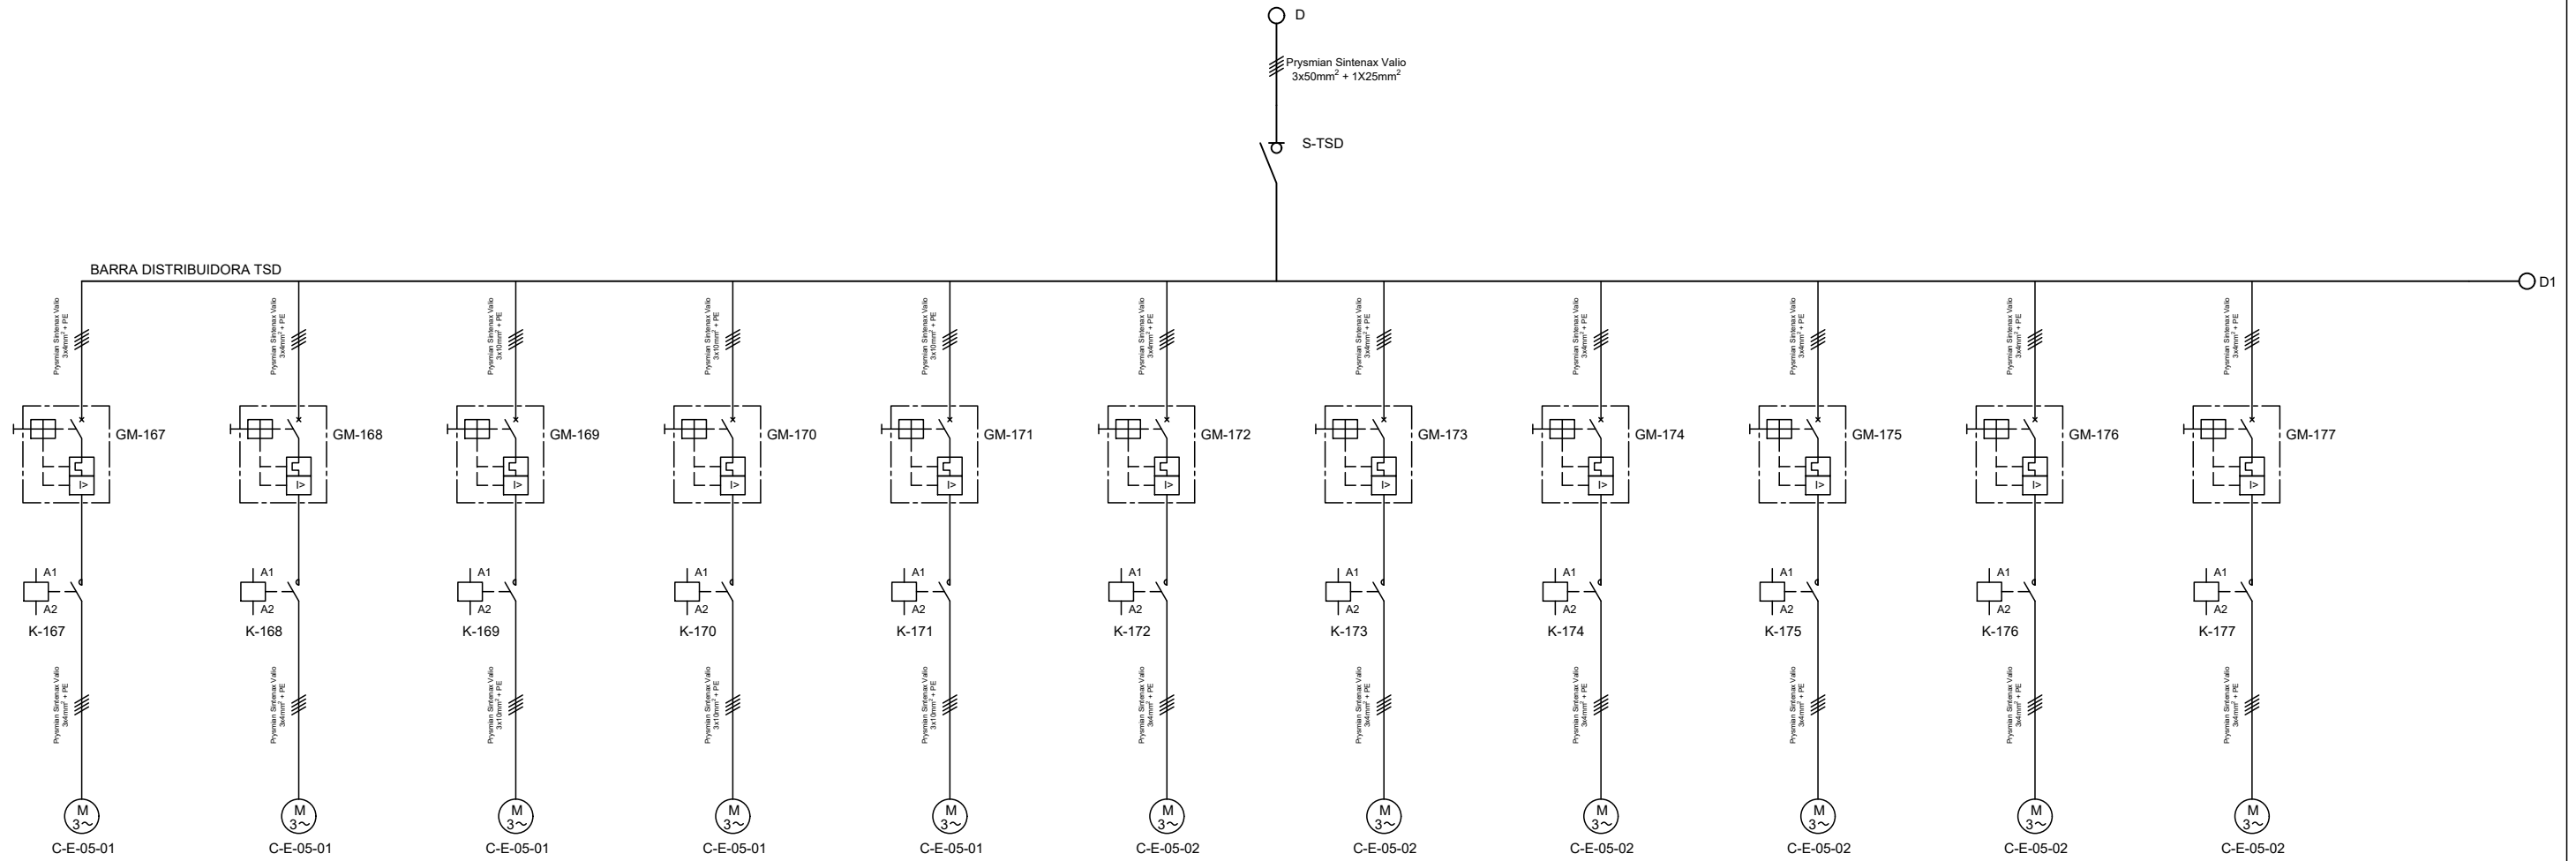 D
Prysmian Sintenax Valio
3x50mm² + 1X25mm²
S-TSD
BARRA DISTRIBUIDORA TSD
D1
Prysmian Sintenax Valio
3x4mm² + PE
Prysmian Sintenax Valio
3x4mm² + PE
Prysmian Sintenax Valio
3x10mm² + PE
Prysmian Sintenax Valio
3x10mm² + PE
Prysmian Sintenax Valio
3x10mm² + PE
Prysmian Sintenax Valio
3x4mm² + PE
Prysmian Sintenax Valio
3x4mm² + PE
Prysmian Sintenax Valio
3x4mm² + PE
Prysmian Sintenax Valio
3x4mm² + PE
Prysmian Sintenax Valio
3x4mm² + PE
Prysmian Sintenax Valio
3x4mm² + PE
GM-167
GM-168
GM-169
GM-170
GM-171
GM-172
GM-173
GM-174
GM-175
GM-176
GM-177
I>
I>
I>
I>
I>
I>
I>
I>
I>
I>
I>
A1
A1
A1
A1
A1
A1
A1
A1
A1
A1
A1
A2
A2
A2
A2
A2
A2
A2
A2
A2
A2
A2
K-167
K-168
K-169
K-170
K-171
K-172
K-173
K-174
K-175
K-176
K-177
Prysmian Sintenax Valio
3x4mm² + PE
Prysmian Sintenax Valio
3x4mm² + PE
Prysmian Sintenax Valio
3x10mm² + PE
Prysmian Sintenax Valio
3x10mm² + PE
Prysmian Sintenax Valio
3x10mm² + PE
Prysmian Sintenax Valio
3x4mm² + PE
Prysmian Sintenax Valio
3x4mm² + PE
Prysmian Sintenax Valio
3x4mm² + PE
Prysmian Sintenax Valio
3x4mm² + PE
Prysmian Sintenax Valio
3x4mm² + PE
Prysmian Sintenax Valio
3x4mm² + PE
M
3~
M
3~
M
3~
M
3~
M
3~
M
3~
M
3~
M
3~
M
3~
M
3~
M
3~
C-E-05-01
C-E-05-01
C-E-05-01
C-E-05-01
C-E-05-01
C-E-05-02
C-E-05-02
C-E-05-02
C-E-05-02
C-E-05-02
C-E-05-02